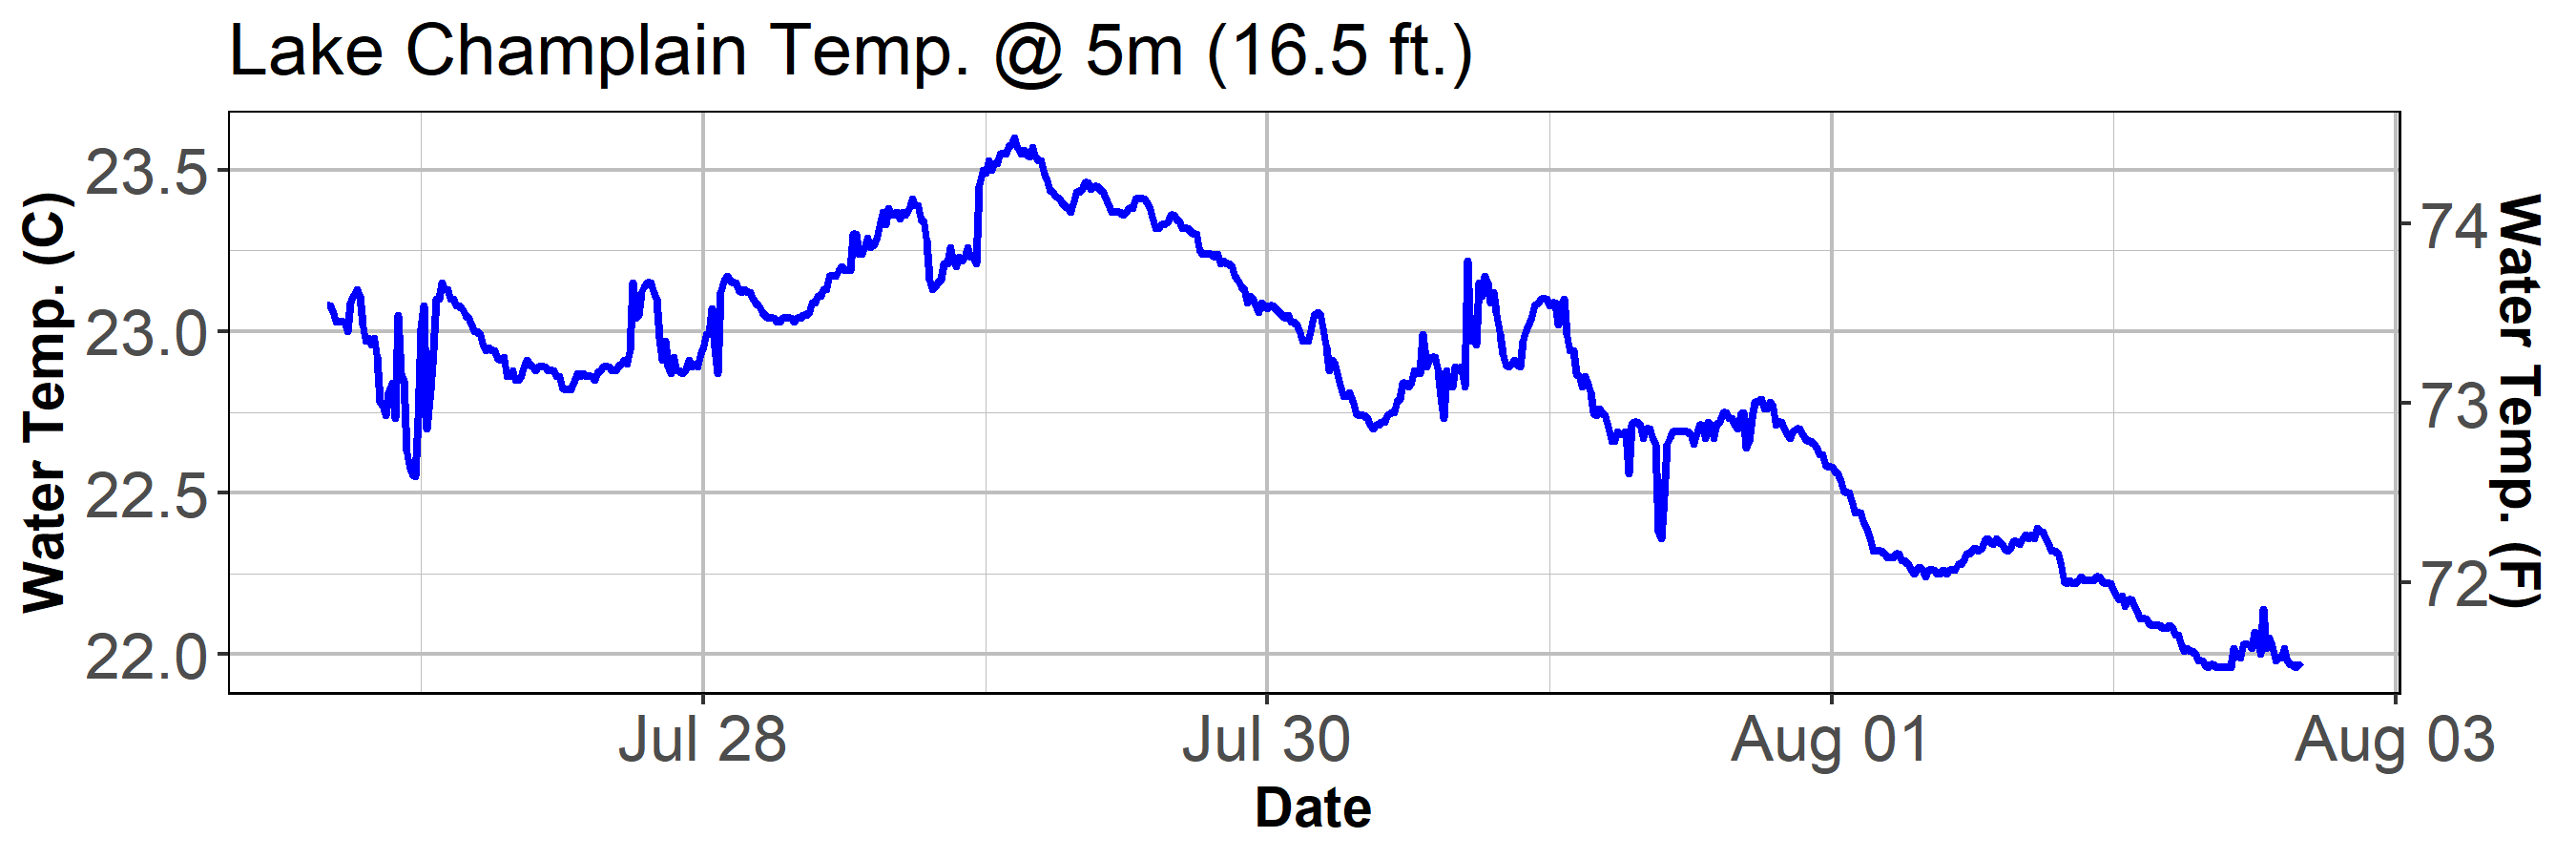 Lake Champlain Temp. @ 5m (16.5 ft.)
Water Temp. (C)
23.5
23.0
22.5
22.0
74
73
72
Water Temp. (F)
Jul 28
Jul 30
Aug 01
Aug 03
Date